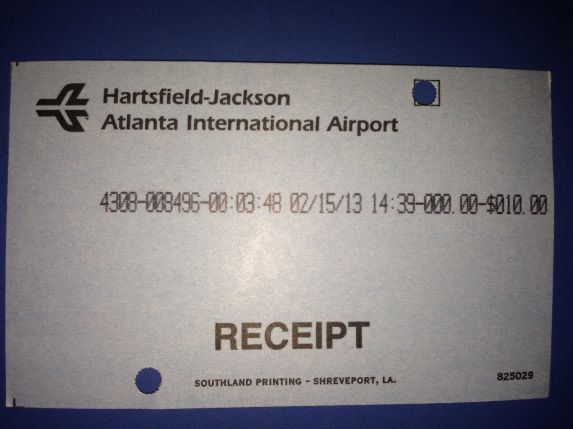 Hartsfield-Jackson
Atlanta International Airport
4308-008496-00:03:48 02/15/13 14:39-000.00-$010.00
RECEIPT
SOUTHLAND PRINTING - SHREVEPORT, LA.
825029